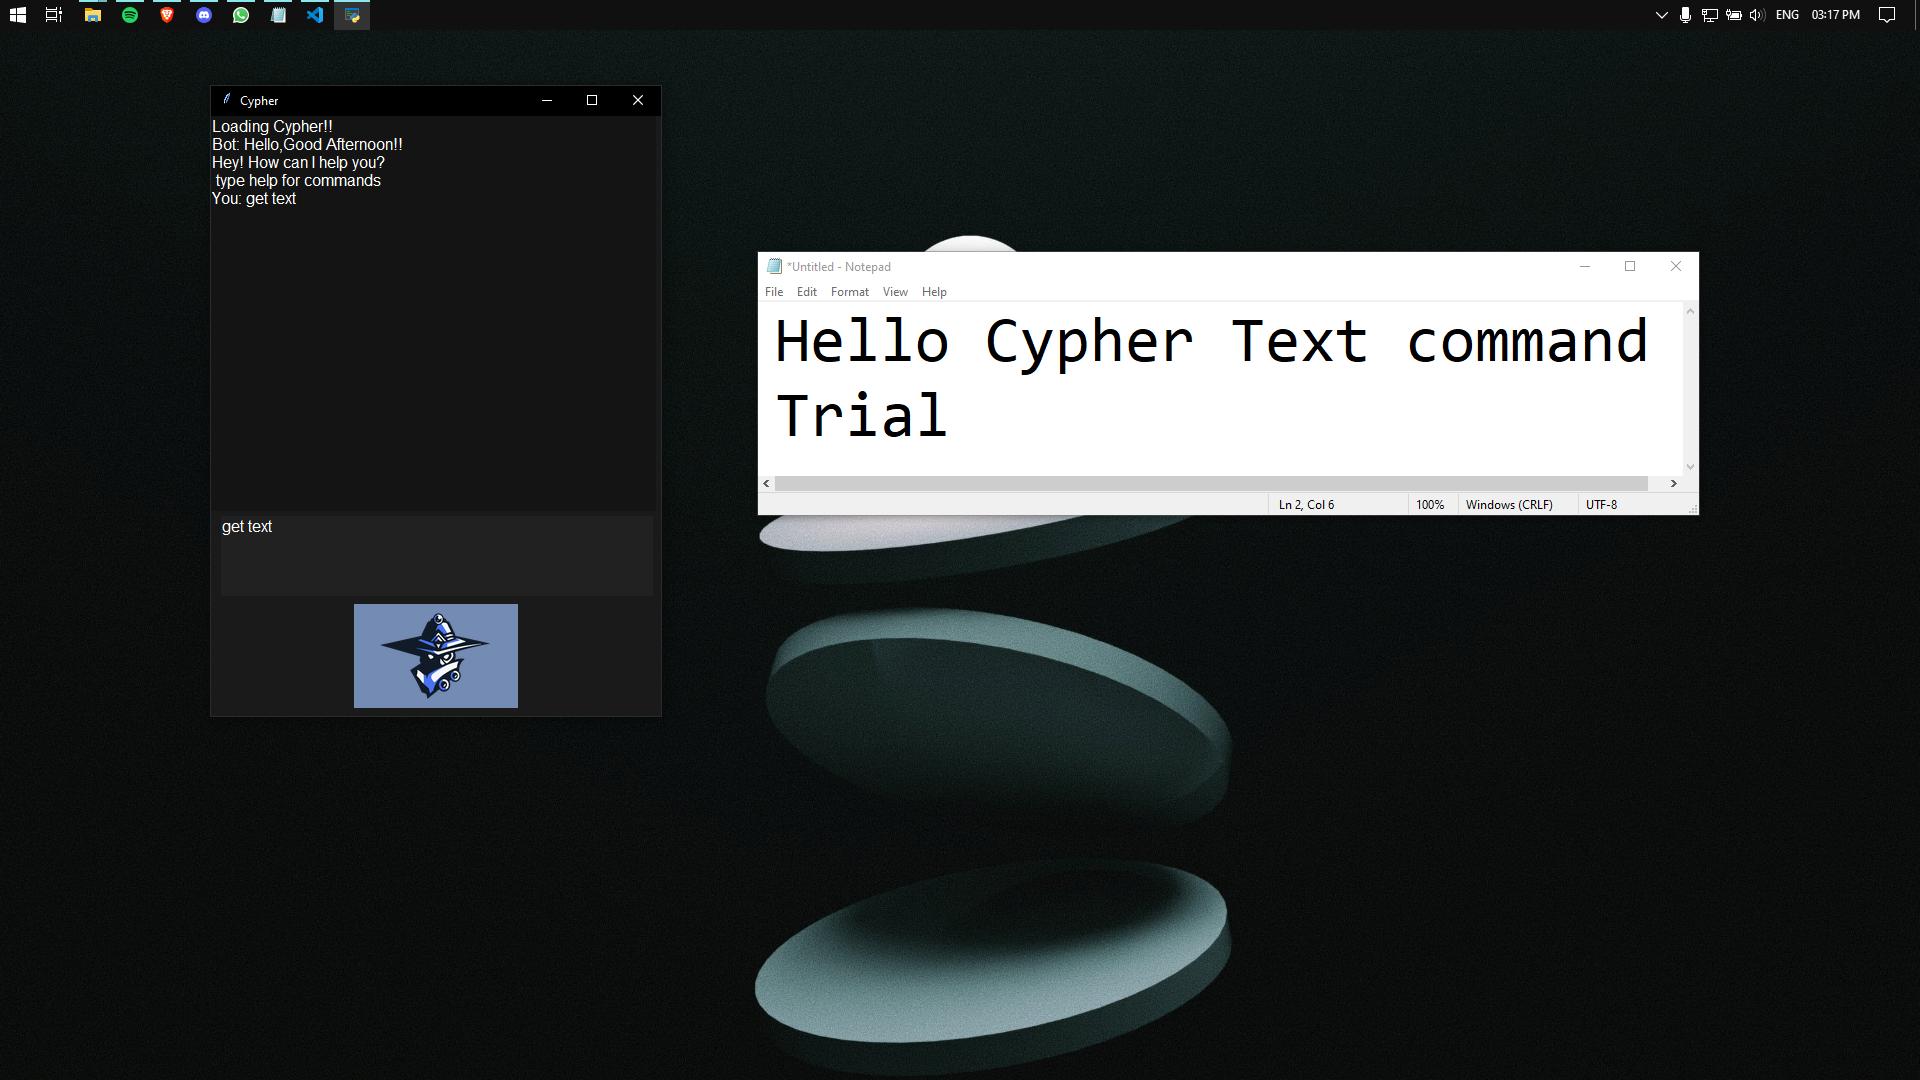 ENG 03:17 PM
Cypher
Loading Cypher!!
Bot: Hello,Good Afternoon!!
Hey! How can I help you?
type help for commands
You: get text
get text
*Untitled - Notepad
File Edit Format View Help
Hello Cypher Text command
Trial
Ln 2, Col 6 100% Windows (CRLF) UTF-8